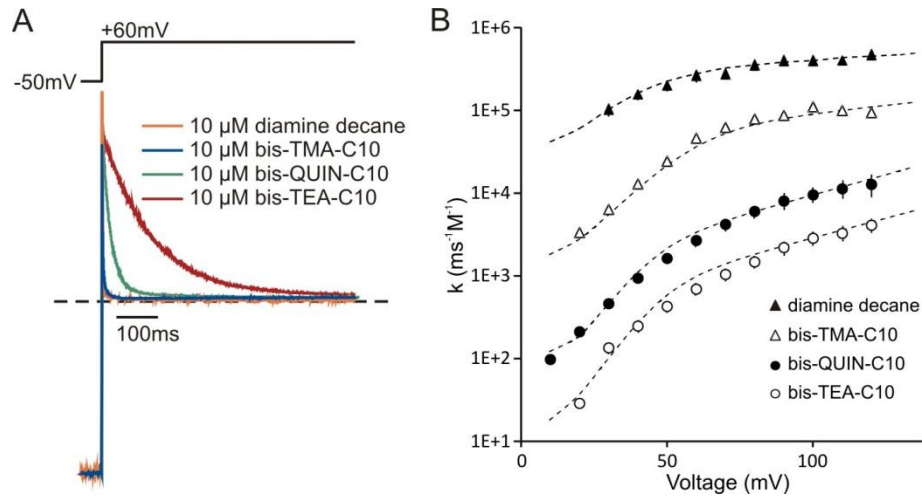 A
+60mV
-50mV
10 µM diamine decane
10 µM bis-TMA-C10
10 µM bis-QUIN-C10
10 µM bis-TEA-C10
100ms
B
k (ms⁻¹M⁻¹)
1E+6
1E+5
1E+4
1E+3
1E+2
1E+1
diamine decane
bis-TMA-C10
bis-QUIN-C10
bis-TEA-C10
0 50 100
Voltage (mV)